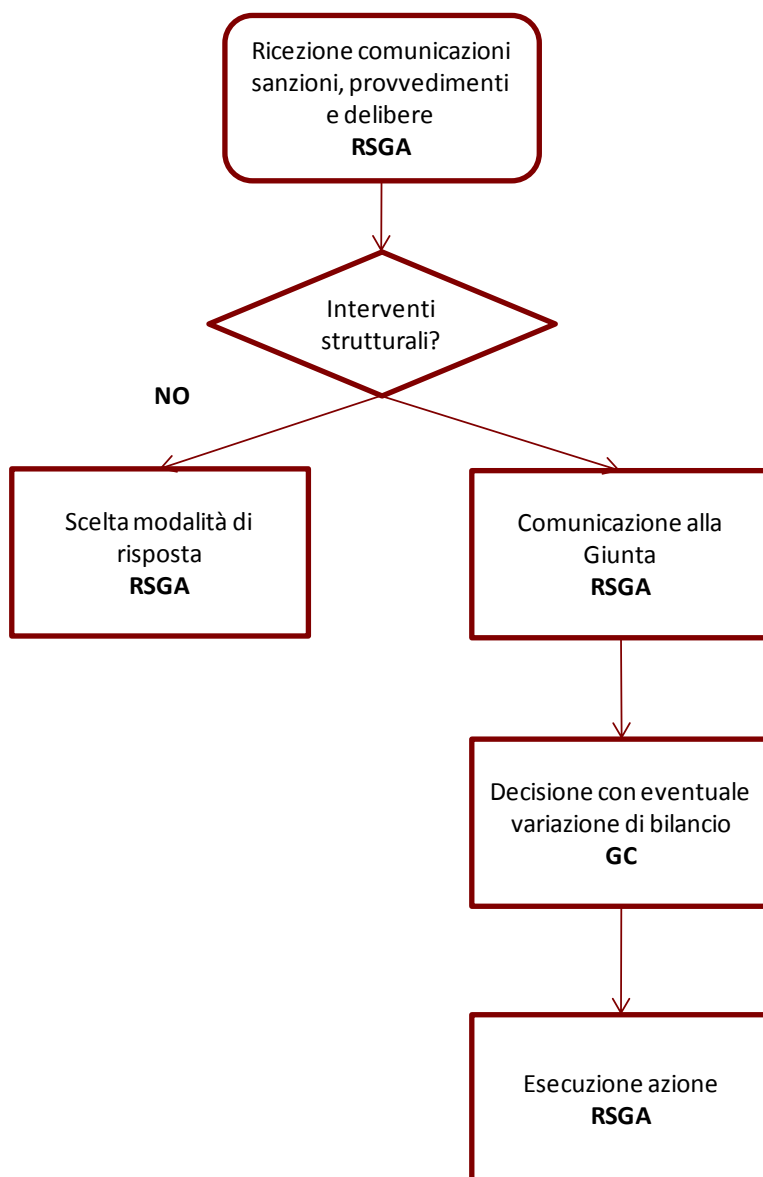 Ricezione comunicazioni
sanzioni, provvedimenti
e delibere
RSGA
Interventi
strutturali?
NO
Scelta modalità di
risposta
RSGA
Comunicazione alla
Giunta
RSGA
Decisione con eventuale
variazione di bilancio
GC
Esecuzione azione
RSGA